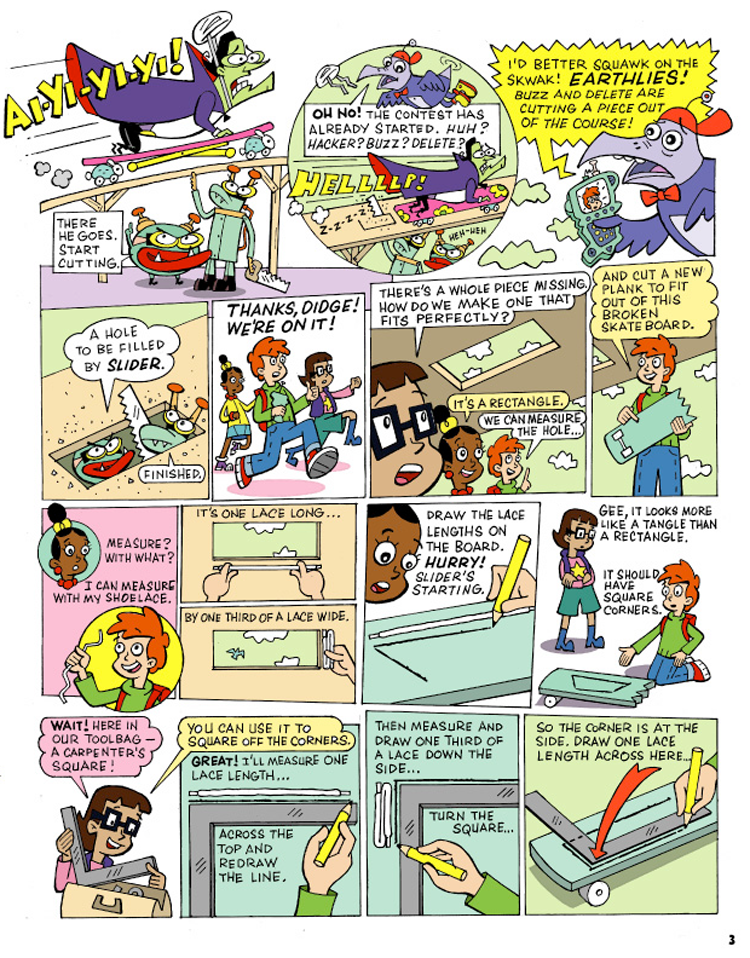 AI-YI-YI-YI!
THERE
HE GOES.
START
CUTTING.
OH NO! THE CONTEST HAS
ALREADY STARTED. HUH?
HACKER? BUZZ? DELETE?
HELLLLP!
Z-Z-Z-Z-Z
HEH-HEH
I'D BETTER SQUAWK ON THE
SKWAK! EARTHLIES!
BUZZ AND DELETE ARE
CUTTING A PIECE OUT
OF THE COURSE!
A HOLE
TO BE FILLED
BY SLIDER.
FINISHED.
THANKS, DIDGE!
WE'RE ON IT!
THERE'S A WHOLE PIECE MISSING.
HOW DO WE MAKE ONE THAT
FITS PERFECTLY?
IT'S A RECTANGLE,
WE CAN MEASURE
THE HOLE...
AND CUT A NEW
PLANK TO FIT
OUT OF THIS
BROKEN
SKATEBOARD.
MEASURE?
WITH WHAT?
I CAN MEASURE
WITH MY SHOELACE.
IT'S ONE LACE LONG...
BY ONE THIRD OF A LACE WIDE.
DRAW THE LACE
LENGTHS ON
THE BOARD.
HURRY!
SLIDER'S
STARTING.
GEE, IT LOOKS MORE
LIKE A TANGLE THAN
A RECTANGLE.
IT SHOULD
HAVE
SQUARE
CORNERS.
WAIT! HERE IN
OUR TOOLBAG –
A CARPENTER'S
SQUARE!
YOU CAN USE IT TO
SQUARE OFF THE CORNERS.
GREAT! I'LL MEASURE ONE
LACE LENGTH...
ACROSS THE
TOP AND
REDRAW
THE LINE.
THEN MEASURE AND
DRAW ONE THIRD OF
A LACE DOWN THE
SIDE...
TURN THE
SQUARE...
SO THE CORNER IS AT THE
SIDE. DRAW ONE LACE
LENGTH ACROSS HERE...
3